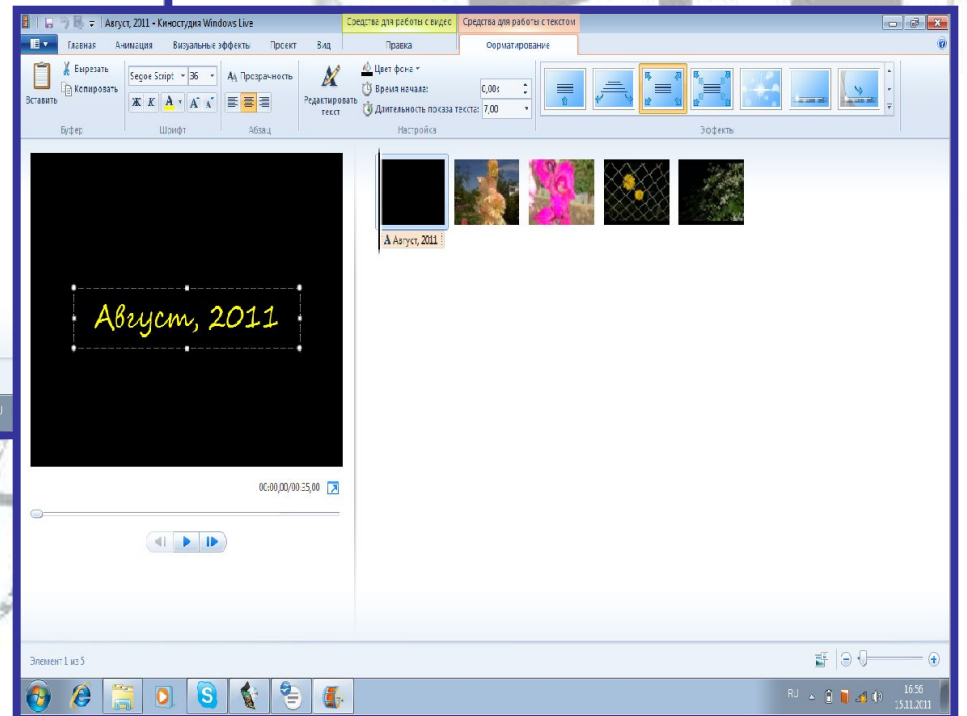 Август, 2011 - Киностудия Windows Live
Средства для работы с видео
Средства для работы с текстом
Главная Анимация Визуальные эффекты Проект Вид Правка Форматирование
Вставить
Вырезать
Копировать
Буфер
Segoe Script 36 Прозрачность
Ж К А А А
Шрифт
Абзац
Редактировать текст
Цвет фона
Время начала: 0,00s
Длительность показа текста: 7,00
Настройка
Эффекты
А Август, 2011
Август, 2011
00:00,00/00:35,00
Элемент 1 из 5
RU
16:56
15.11.2011